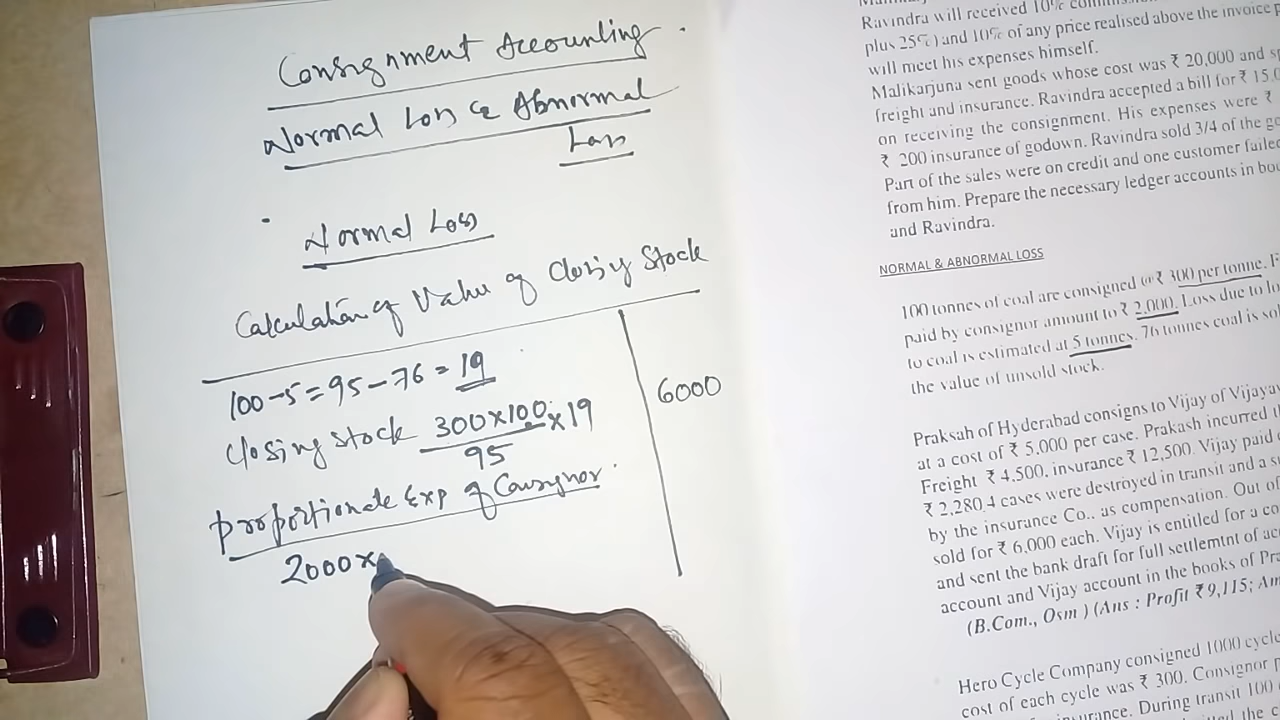 Consignment Accounting
Normal Loss & Abnormal
Loss
Normal Loss
Calculation of Value of Closing Stock
100-5=95-76=19
Closing Stock 300x100/95 x19
6000
Proportionate Exp of Consignor
2000x
Ravindra will received 10%
plus 25%) and 10% of any price realised above the invoice
will meet his expenses himself.
Malikarjuna sent goods whose cost was ₹ 20,000 and
freight and insurance. Ravindra accepted a bill for ₹ 15,0
on receiving the consignment. His expenses were ₹
₹ 200 insurance of godown. Ravindra sold 3/4 of the
Part of the sales were on credit and one customer failed
from him. Prepare the necessary ledger accounts in
and Ravindra.
NORMAL & ABNORMAL LOSS
100 tonnes of coal are consigned @ ₹ 300 per tonne.
paid by consignor amount to ₹ 2,000. Loss due to
to coal is estimated at 5 tonnes. 76 tonnes coal is
the value of unsold stock.
Praksah of Hyderabad consigns to Vijay of
at a cost of ₹ 5,000 per case. Prakash incurred
Freight ₹ 4,500, insurance ₹ 12,500. Vijay paid
₹ 2,280.4 cases were destroyed in transit and a
by the insurance Co.. as compensation. Out of
sold for ₹ 6,000 each. Vijay is entitled for a
and sent the bank draft for full settlemtnt of
account and Vijay account in the books of
(B.Com., Osm ) (Ans : Profit ₹ 9,115;
Hero Cycle Company consigned 1000
cost of each cycle was ₹ 300. Consignor
During transit 100